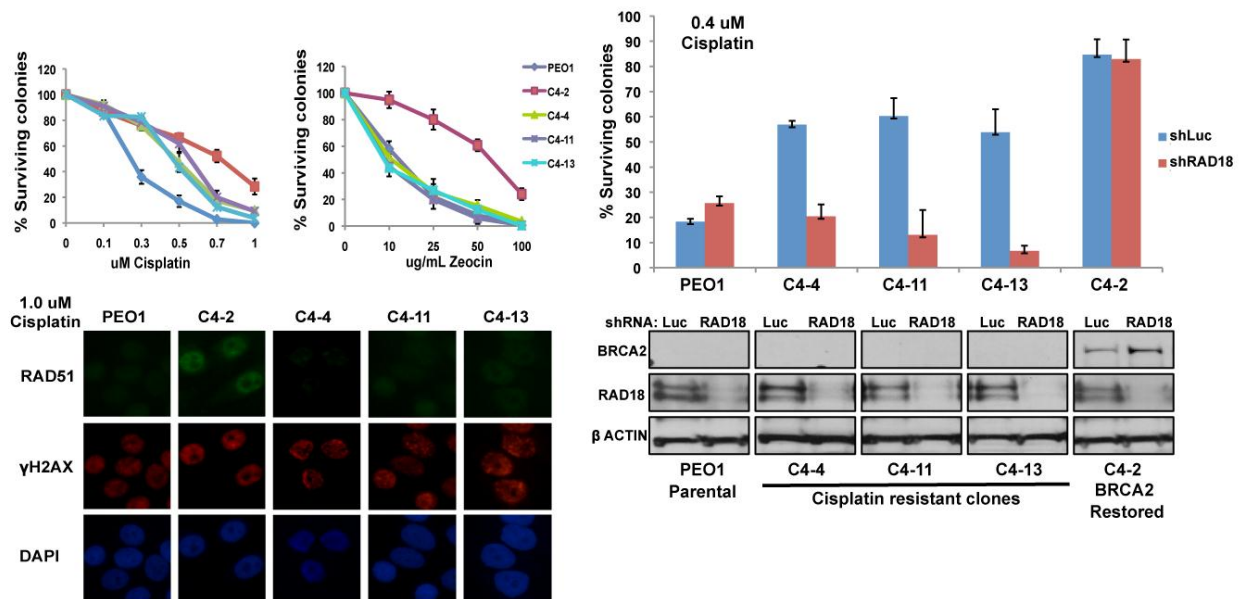 % Surviving colonies
120
100
80
60
40
20
0
0 0.1 0.3 0.5 0.7 1
uM Cisplatin
% Surviving colonies
120
100
80
60
40
20
0
0 10 25 50 100
ug/mL Zeocin
PEO1
C4-2
C4-4
C4-11
C4-13
0.4 uM
Cisplatin
% Surviving colonies
100
90
80
70
60
50
40
30
20
10
0
PEO1 C4-4 C4-11 C4-13 C4-2
shLuc
shRAD18
1.0 uM
Cisplatin
PEO1 C4-2 C4-4 C4-11 C4-13
RAD51
γH2AX
DAPI
shRNA: Luc RAD18 Luc RAD18 Luc RAD18 Luc RAD18 Luc RAD18
BRCA2
RAD18
β ACTIN
PEO1
Parental
C4-4 C4-11 C4-13
Cisplatin resistant clones
C4-2
BRCA2
Restored